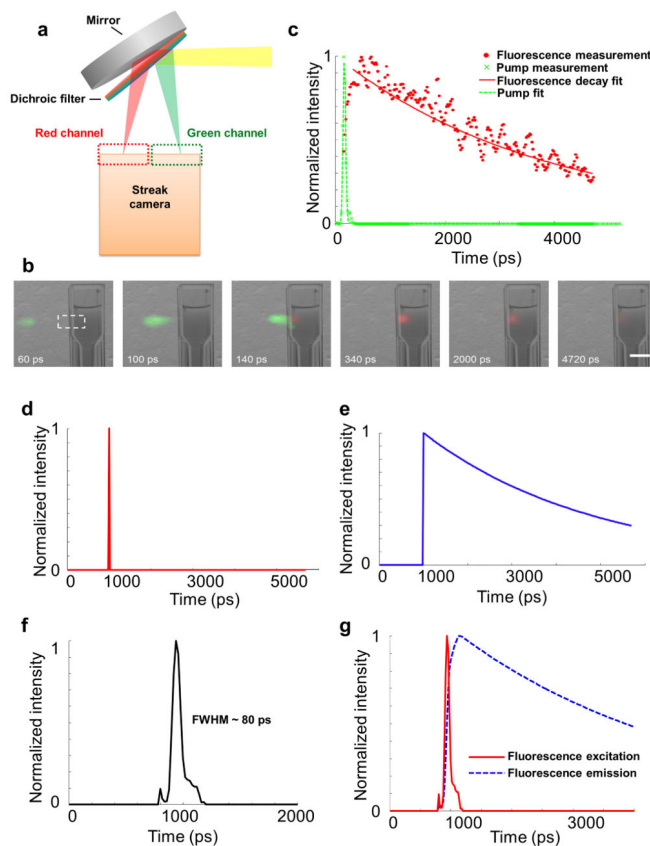 a
Mirror
Dichroic filter
Red channel
Green channel
Streak
camera
c
Normalized intensity
1
0
0
2000
4000
Time (ps)
Fluorescence measurement
Pump measurement
Fluorescence decay fit
Pump fit
b
60 ps
100 ps
140 ps
340 ps
2000 ps
4720 ps
d
Normalized intensity
1
0
0
1000
3000
5000
Time (ps)
e
Normalized intensity
1
0
0
1000
3000
5000
Time (ps)
f
Normalized intensity
1
0
FWHM ~ 80 ps
0
1000
2000
Time (ps)
g
Normalized intensity
1
0
Fluorescence excitation
Fluorescence emission
0
1000
3000
Time (ps)